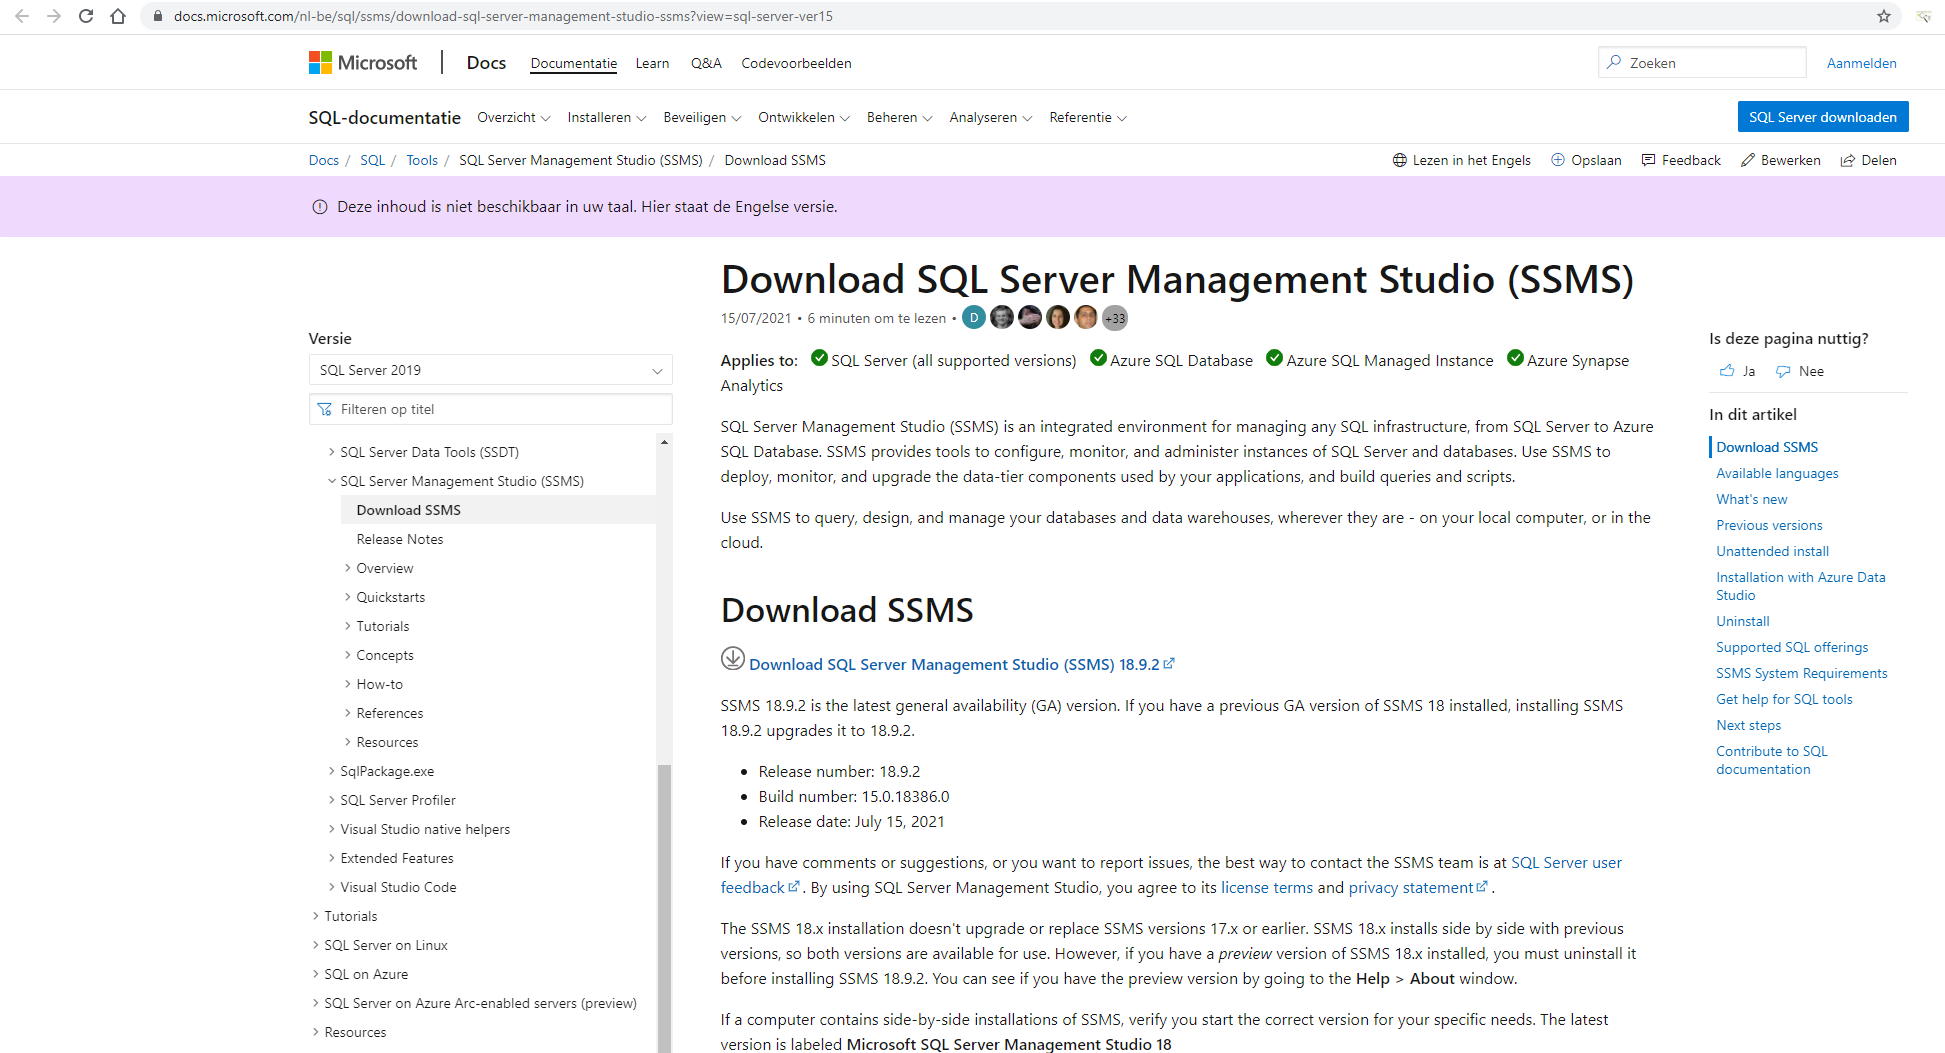 docs.microsoft.com/nl-be/sql/ssms/download-sql-server-management-studio-ssms?view=sql-server-ver15
Microsoft Docs Documentatie Learn Q&A Codevoorbeelden Zoeken Aanmelden
SQL-documentatie Overzicht Installeren Beveiligen Ontwikkelen Beheren Analyseren Referentie SQL Server downloaden
Docs / SQL / Tools / SQL Server Management Studio (SSMS) / Download SSMS Lezen in het Engels Opslaan Feedback Bewerken Delen
Deze inhoud is niet beschikbaar in uw taal. Hier staat de Engelse versie.
Versie
SQL Server 2019
Filteren op titel
SQL Server Data Tools (SSDT)
SQL Server Management Studio (SSMS)
Download SSMS
Release Notes
Overview
Quickstarts
Tutorials
Concepts
How-to
References
Resources
SqlPackage.exe
SQL Server Profiler
Visual Studio native helpers
Extended Features
Visual Studio Code
Tutorials
SQL Server on Linux
SQL on Azure
SQL Server on Azure Arc-enabled servers (preview)
Resources
Download SQL Server Management Studio (SSMS)
15/07/2021 • 6 minuten om te lezen • D +33
Applies to: SQL Server (all supported versions) Azure SQL Database Azure SQL Managed Instance Azure Synapse
Analytics
SQL Server Management Studio (SSMS) is an integrated environment for managing any SQL infrastructure, from SQL Server to Azure
SQL Database. SSMS provides tools to configure, monitor, and administer instances of SQL Server and databases. Use SSMS to
deploy, monitor, and upgrade the data-tier components used by your applications, and build queries and scripts.
Use SSMS to query, design, and manage your databases and data warehouses, wherever they are - on your local computer, or in the
cloud.
Download SSMS
Download SQL Server Management Studio (SSMS) 18.9.2
SSMS 18.9.2 is the latest general availability (GA) version. If you have a previous GA version of SSMS 18 installed, installing SSMS
18.9.2 upgrades it to 18.9.2.
• Release number: 18.9.2
• Build number: 15.0.18386.0
• Release date: July 15, 2021
If you have comments or suggestions, or you want to report issues, the best way to contact the SSMS team is at SQL Server user
feedback. By using SQL Server Management Studio, you agree to its license terms and privacy statement.
The SSMS 18.x installation doesn't upgrade or replace SSMS versions 17.x or earlier. SSMS 18.x installs side by side with previous
versions, so both versions are available for use. However, if you have a preview version of SSMS 18.x installed, you must uninstall it
before installing SSMS 18.9.2. You can see if you have the preview version by going to the Help > About window.
If a computer contains side-by-side installations of SSMS, verify you start the correct version for your specific needs. The latest
version is labeled Microsoft SQL Server Management Studio 18
Is deze pagina nuttig?
Ja Nee
In dit artikel
Download SSMS
Available languages
What's new
Previous versions
Unattended install
Installation with Azure Data
Studio
Uninstall
Supported SQL offerings
SSMS System Requirements
Get help for SQL tools
Next steps
Contribute to SQL
documentation